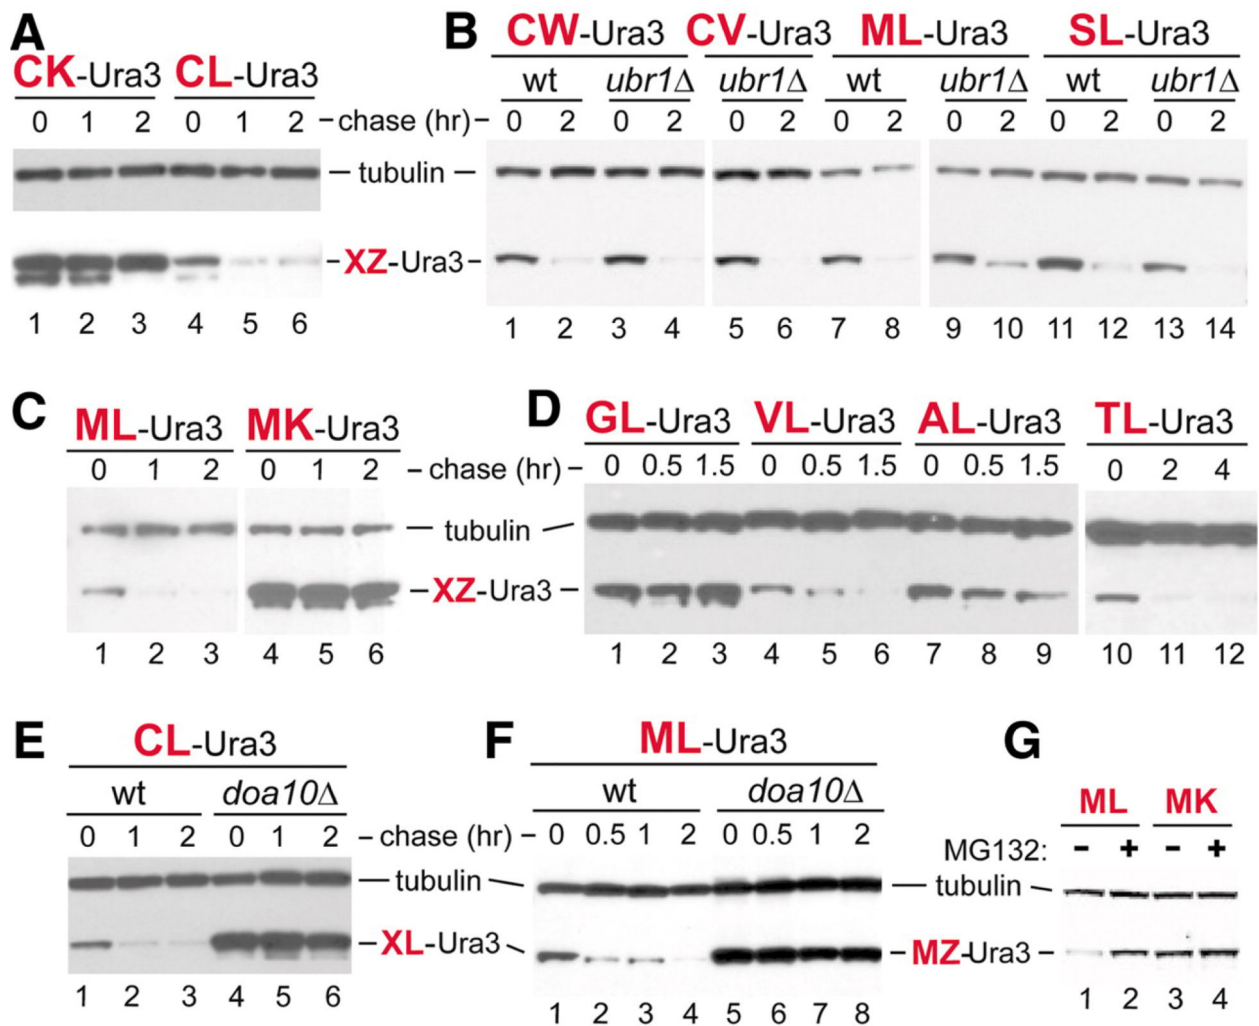 A
CK-Ura3 CL-Ura3
0 1 2 0 1 2 –chase (hr)–
– tubulin –
–XZ-Ura3–
1 2 3 4 5 6
B
CW-Ura3 CV-Ura3 ML-Ura3 SL-Ura3
wt ubr1Δ ubr1Δ wt ubr1Δ wt ubr1Δ
0 2 0 2 0 2 0 2 0 2 0 2 0 2
1 2 3 4 5 6 7 8 9 10 11 12 13 14
C
ML-Ura3 MK-Ura3
0 1 2 0 1 2 – chase (hr) –
– tubulin –
–XZ-Ura3 –
1 2 3 4 5 6
D
GL-Ura3 VL-Ura3 AL-Ura3 TL-Ura3
0 0.5 1.5 0 0.5 1.5 0 0.5 1.5 0 2 4
1 2 3 4 5 6 7 8 9 10 11 12
E
CL-Ura3
wt doa10Δ
0 1 2 0 1 2 – chase (hr) –
– tubulin –
–XL-Ura3
1 2 3 4 5 6
F
ML-Ura3
wt doa10Δ
0 0.5 1 2 0 0.5 1 2
– tubulin
– MZ-Ura3 –
1 2 3 4 5 6 7 8
G
ML MK
MG132: - + - +
1 2 3 4